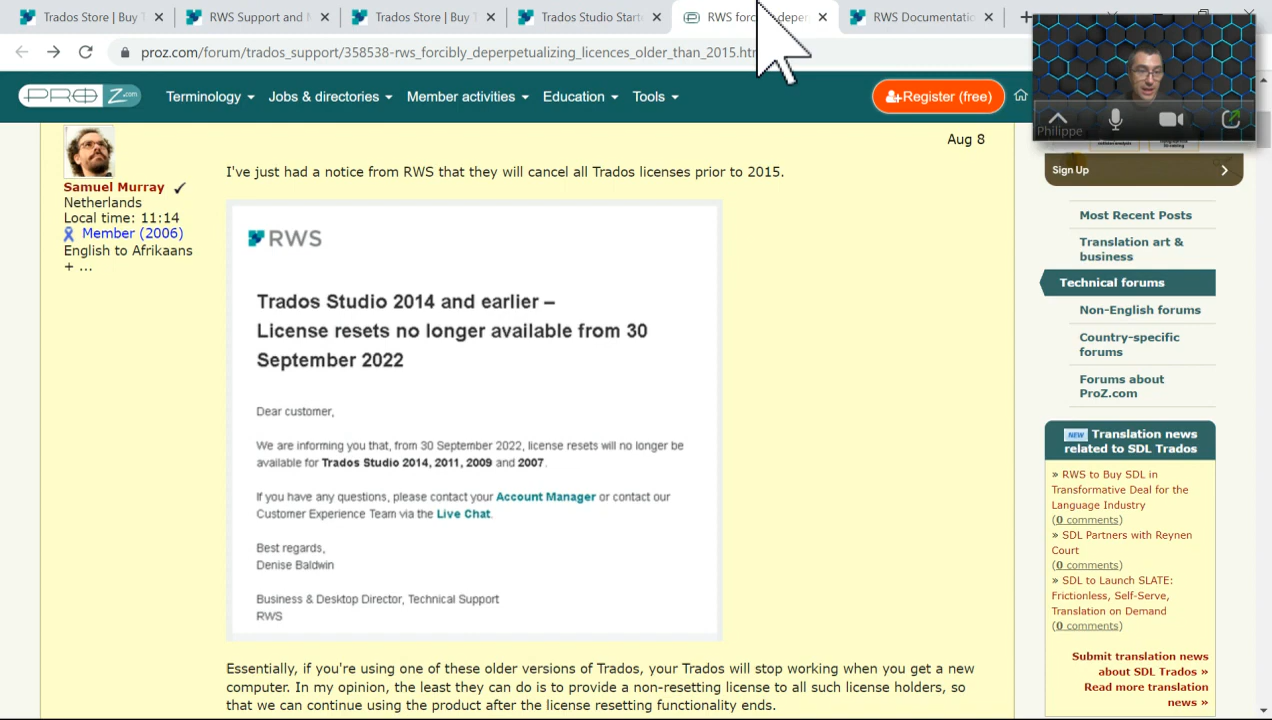 Trados Store | Buy T
RWS Support and M
Trados Store | Buy T
Trados Studio Starte
RWS forcibly deperp
RWS Documentatio
proz.com/forum/trados_support/358538-rws_forcibly_deperpetualizing_licences_older_than_2015.htm
PRO Z.com
Terminology
Jobs & directories
Member activities
Education
Tools
Register (free)
Philippe
Aug 8
Sign Up
Samuel Murray
Netherlands
Local time: 11:14
Member (2006)
English to Afrikaans
+ ...
I've just had a notice from RWS that they will cancel all Trados licenses prior to 2015.
RWS
Trados Studio 2014 and earlier –
License resets no longer available from 30
September 2022
Dear customer,
We are informing you that, from 30 September 2022, license resets will no longer be
available for Trados Studio 2014, 2011, 2009 and 2007.
If you have any questions, please contact your Account Manager or contact our
Customer Experience Team via the Live Chat.
Best regards,
Denise Baldwin
Business & Desktop Director, Technical Support
RWS
Essentially, if you're using one of these older versions of Trados, your Trados will stop working when you get a new
computer. In my opinion, the least they can do is to provide a non-resetting license to all such license holders, so
that we can continue using the product after the license resetting functionality ends.
Most Recent Posts
Translation art &
business
Technical forums
Non-English forums
Country-specific
forums
Forums about
ProZ.com
NEW Translation news
related to SDL Trados
» RWS to Buy SDL in
Transformative Deal for the
Language Industry
(0 comments)
» SDL Partners with Reynen
Court
(0 comments)
» SDL to Launch SLATE:
Frictionless, Self-Serve,
Translation on Demand
(0 comments)
Submit translation news
about SDL Trados »
Read more translation
news »